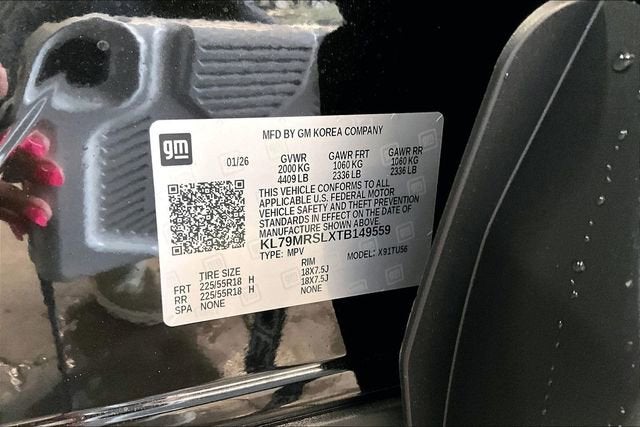 gm
MFD BY GM KOREA COMPANY
01/26 GVWR GAWR FRT GAWR RR
2000 KG 1060 KG 1060 KG
4409 LB 2336 LB 2336 LB
THIS VEHICLE CONFORMS TO ALL
APPLICABLE U.S. FEDERAL MOTOR
VEHICLE SAFETY AND THEFT PREVENTION
STANDARDS IN EFFECT ON THE DATE OF
MANUFACTURE SHOWN ABOVE.
KL79MRSLXTB149559
TYPE: MPV MODEL: X91TU56
TIRE SIZE RIM
FRT 225/55R18 H 18X7.5J
RR 225/55R18 H 18X7.5J
SPA NONE NONE